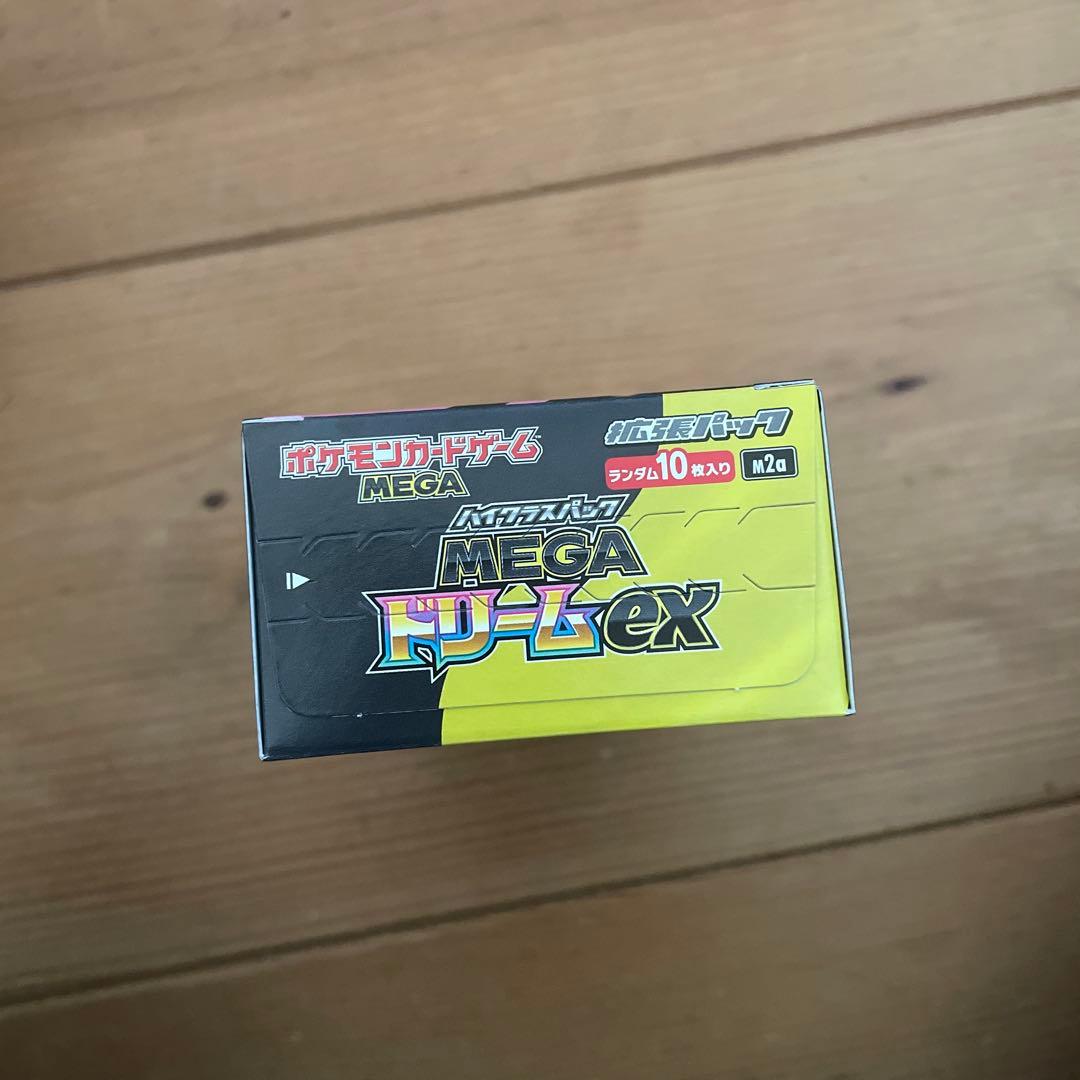 ポケモンカードゲーム
MEGA
拡張パック
ランダム10枚入り
M2a
ハイクラスパック
MEGA
ドリームex